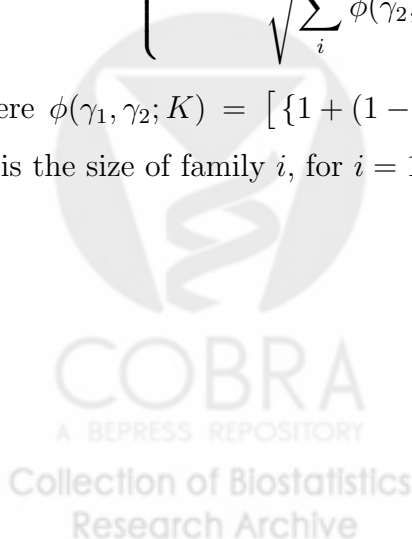 √∑ᵢ ϕ(γ₂,
ere ϕ(γ₁, γ₂; K) = [{1 + (1 −
is the size of family i, for i = 1
COBRA
A BEPRESS REPOSITORY
Collection of Biostatistics
Research Archive